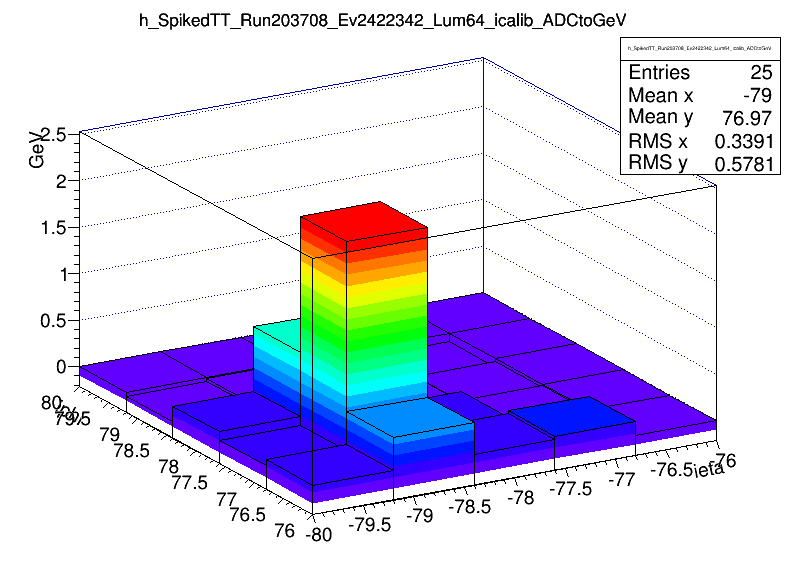 h_SpikedTT_Run203708_Ev2422342_Lum64_icalib_ADCtoGeV
h_SpikedTT_Run203708_Ev2422342_Lum64_icalib_ADCtoGeV
Entries 25
Mean x -79
Mean y 76.97
RMS x 0.3391
RMS y 0.5781
GeV
2.5
2
1.5
1
0.5
0
80
79.5
79
78.5
78
77.5
77
76.5
76
-80
-79.5
-79
-78.5
-78
-77.5
-77
-76.5
ieta
-76